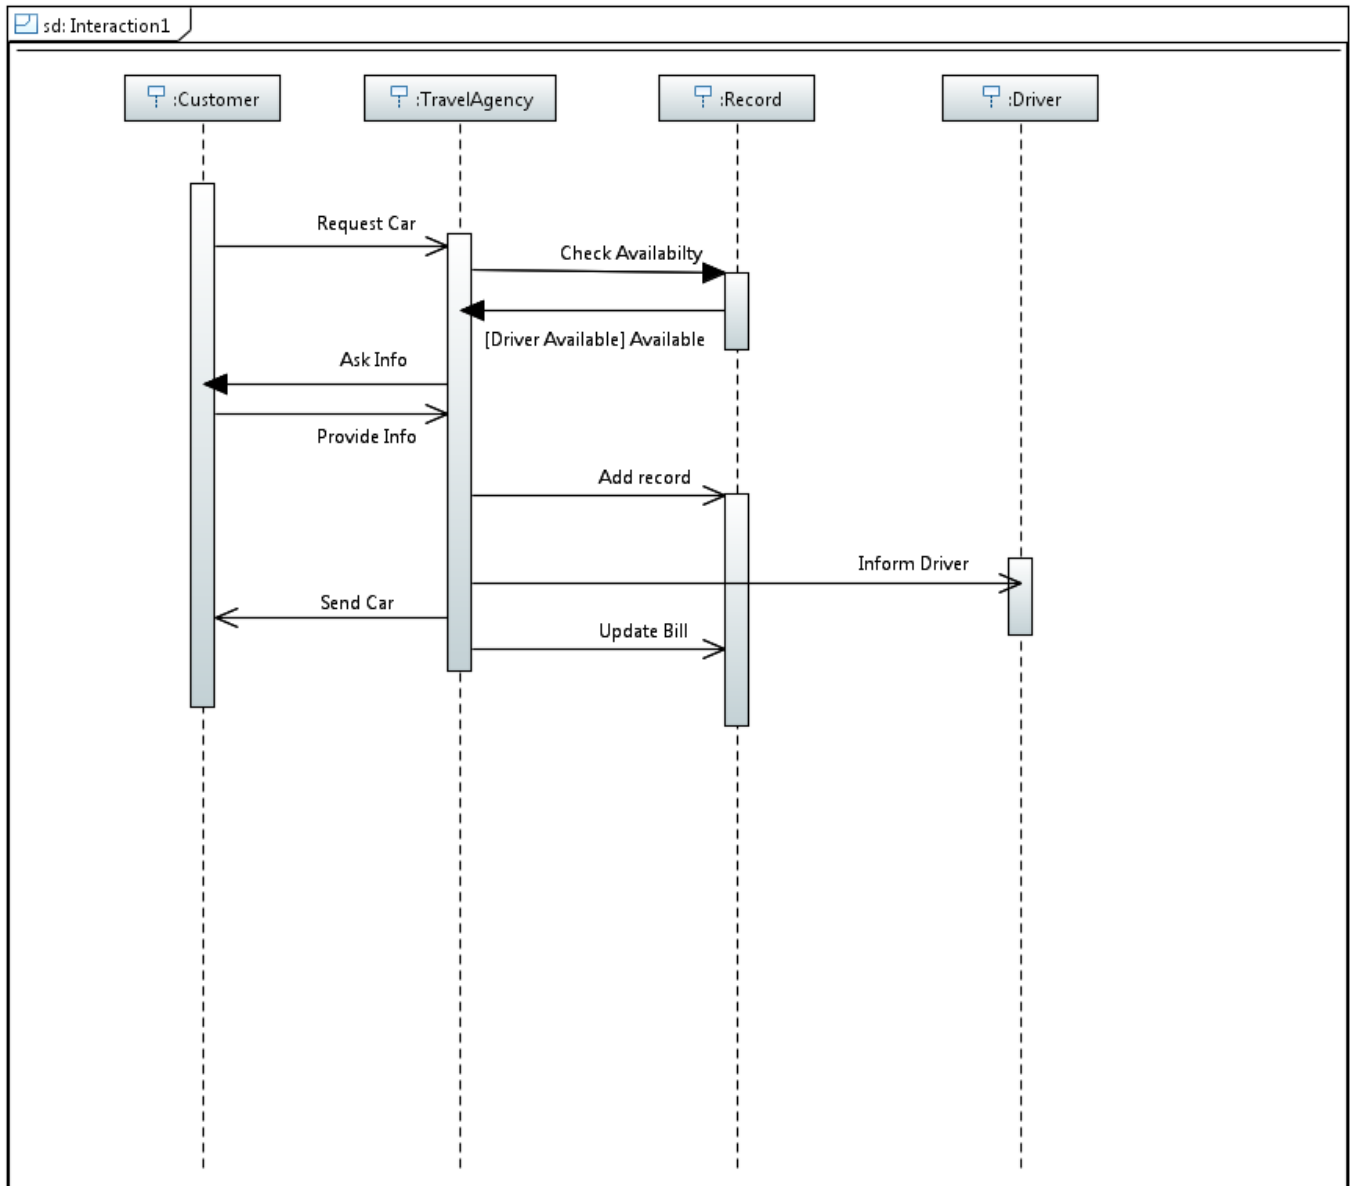 sd: Interaction1
:Customer
:TravelAgency
:Record
:Driver
Request Car
Check Availabilty
[Driver Available] Available
Ask Info
Provide Info
Add record
Inform Driver
Send Car
Update Bill